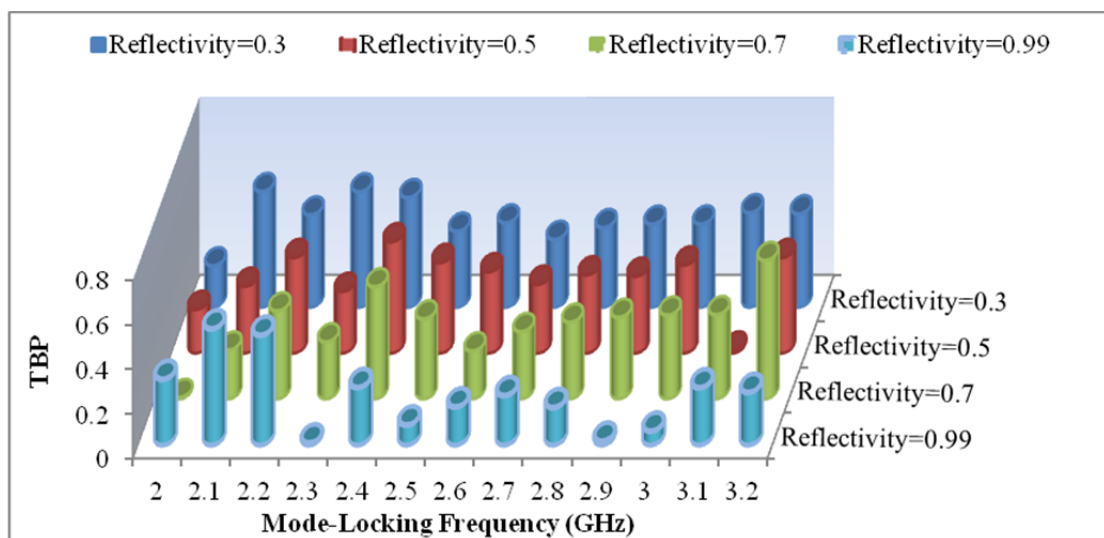 Reflectivity=0.3 Reflectivity=0.5 Reflectivity=0.7 Reflectivity=0.99
0.8
0.6
0.4
0.2
0
TBP
Reflectivity=0.3
Reflectivity=0.5
Reflectivity=0.7
Reflectivity=0.99
2 2.1 2.2 2.3 2.4 2.5 2.6 2.7 2.8 2.9 3 3.1 3.2
Mode-Locking Frequency (GHz)